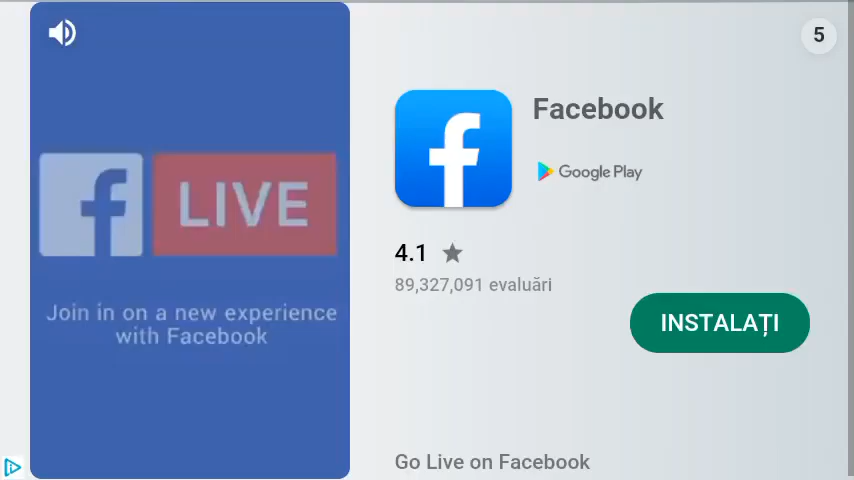 LIVE
Join in on a new experience
with Facebook
5
Facebook
Google Play
4.1
89,327,091 evaluări
INSTALAȚI
Go Live on Facebook